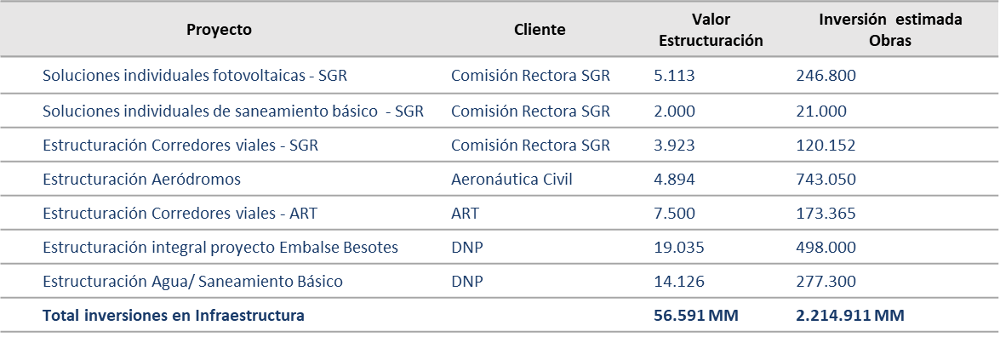 Proyecto Cliente Valor Estructuración Inversión estimada Obras
Soluciones individuales fotovoltaicas - SGR Comisión Rectora SGR 5.113 246.800
Soluciones individuales de saneamiento básico - SGR Comisión Rectora SGR 2.000 21.000
Estructuración Corredores viales - SGR Comisión Rectora SGR 3.923 120.152
Estructuración Aeródromos Aeronáutica Civil 4.894 743.050
Estructuración Corredores viales - ART ART 7.500 173.365
Estructuración integral proyecto Embalse Besotes DNP 19.035 498.000
Estructuración Agua/ Saneamiento Básico DNP 14.126 277.300
Total inversiones en Infraestructura 56.591 MM 2.214.911 MM